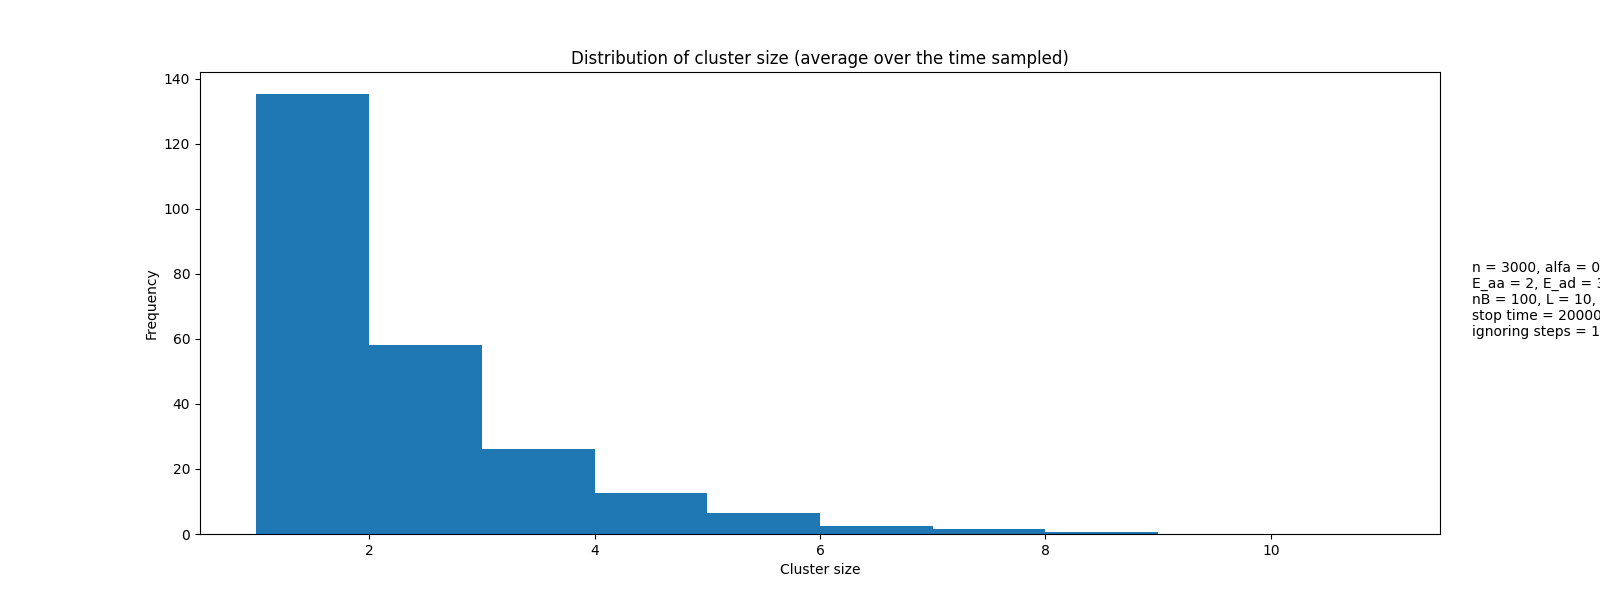 Distribution of cluster size (average over the time sampled)
140
120
100
80
60
40
20
0
Frequency
2
4
6
8
10
Cluster size
n = 3000, alfa = 0
E_aa = 2, E_ad = 3
nB = 100, L = 10,
stop time = 20000
ignoring steps = 1